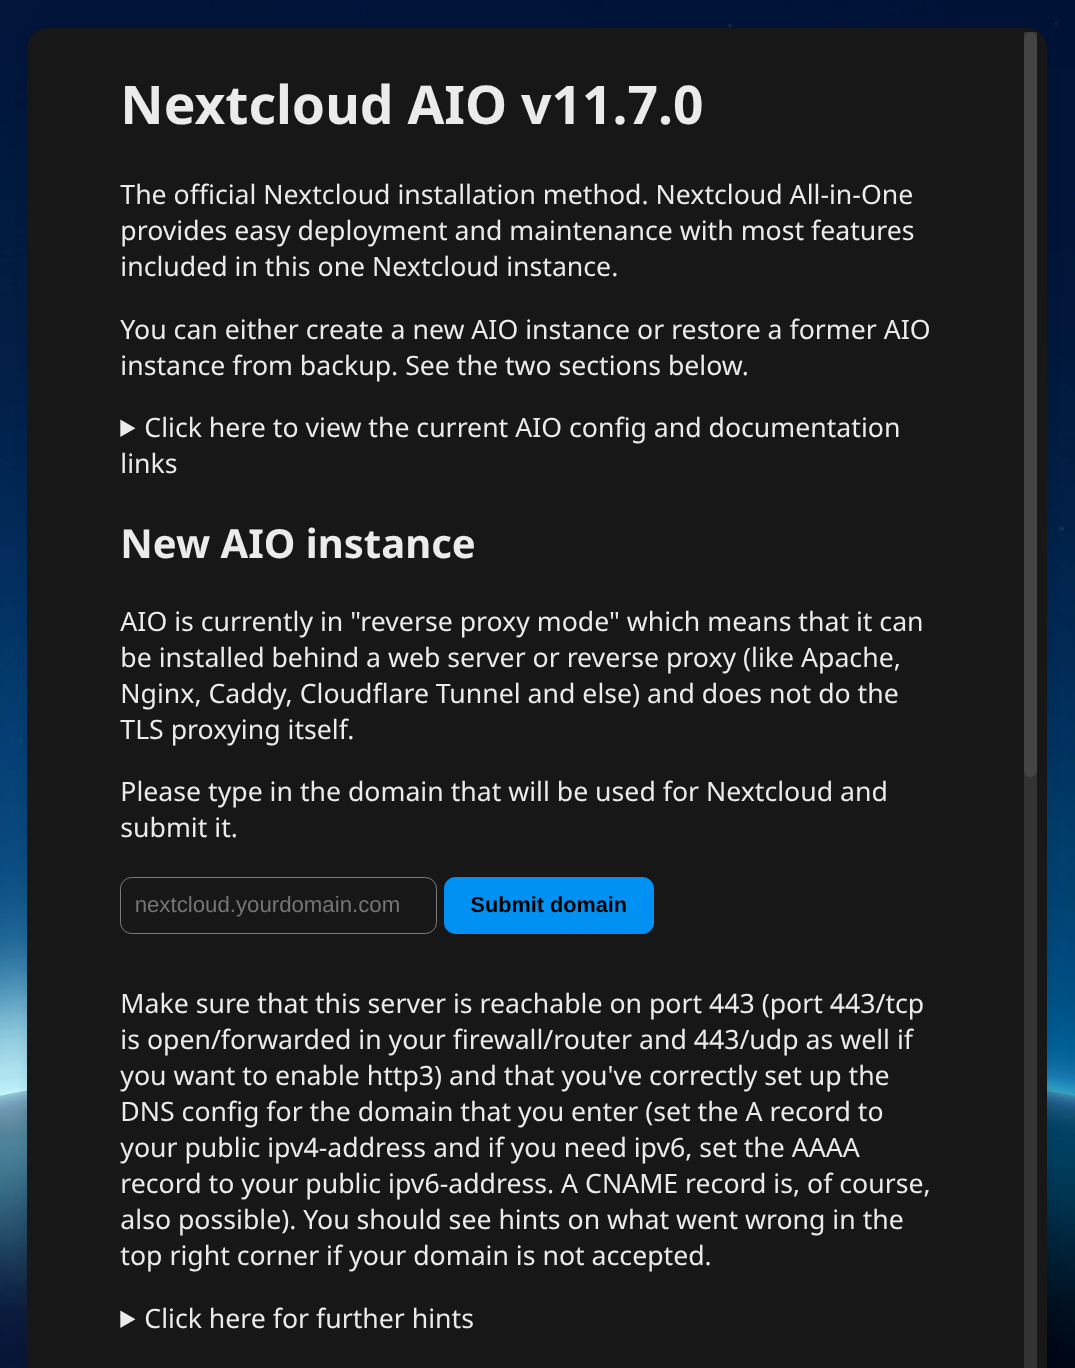 Nextcloud AIO v11.7.0
The official Nextcloud installation method. Nextcloud All-in-One
provides easy deployment and maintenance with most features
included in this one Nextcloud instance.
You can either create a new AIO instance or restore a former AIO
instance from backup. See the two sections below.
▶ Click here to view the current AIO config and documentation
links
New AIO instance
AIO is currently in "reverse proxy mode" which means that it can
be installed behind a web server or reverse proxy (like Apache,
Nginx, Caddy, Cloudflare Tunnel and else) and does not do the
TLS proxying itself.
Please type in the domain that will be used for Nextcloud and
submit it.
nextcloud.yourdomain.com Submit domain
Make sure that this server is reachable on port 443 (port 443/tcp
is open/forwarded in your firewall/router and 443/udp as well if
you want to enable http3) and that you've correctly set up the
DNS config for the domain that you enter (set the A record to
your public ipv4-address and if you need ipv6, set the AAAA
record to your public ipv6-address. A CNAME record is, of course,
also possible). You should see hints on what went wrong in the
top right corner if your domain is not accepted.
▶ Click here for further hints